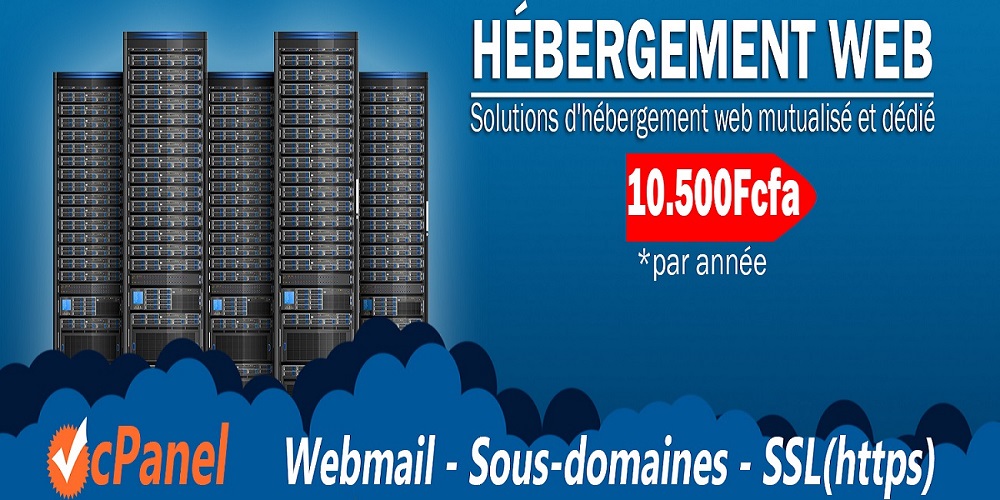 HÉBERGEMENT WEB
Solutions d'hébergement web mutualisé et dédié
10.500Fcfa
*par année
cPanel
Webmail - Sous-domaines - SSL(https)